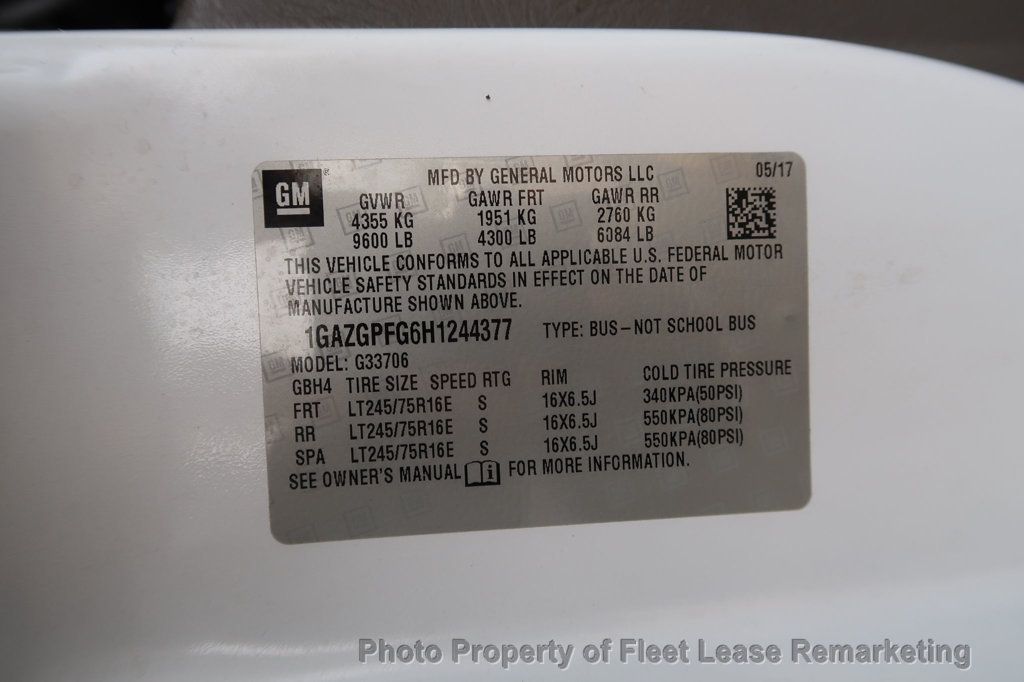 GM
MFD BY GENERAL MOTORS LLC 05/17
GVWR GAWR FRT GAWR RR
4355 KG 1951 KG 2760 KG
9600 LB 4300 LB 6084 LB
THIS VEHICLE CONFORMS TO ALL APPLICABLE U.S. FEDERAL MOTOR
VEHICLE SAFETY STANDARDS IN EFFECT ON THE DATE OF
MANUFACTURE SHOWN ABOVE.
1GAZGPFG6H1244377 TYPE: BUS–NOT SCHOOL BUS
MODEL: G33706
GBH4 TIRE SIZE SPEED RTG RIM COLD TIRE PRESSURE
FRT LT245/75R16E S 16X6.5J 340KPA(50PSI)
RR LT245/75R16E S 16X6.5J 550KPA(80PSI)
SPA LT245/75R16E S 16X6.5J 550KPA(80PSI)
SEE OWNER'S MANUAL i FOR MORE INFORMATION.
Photo Property of Fleet Lease Remarketing